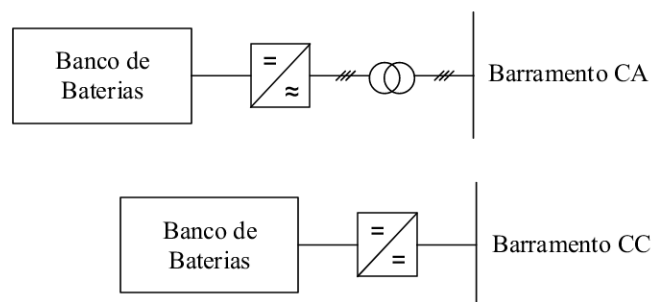 Banco de
Baterias
=
≈
Barramento CA
Banco de
Baterias
=
=
Barramento CC